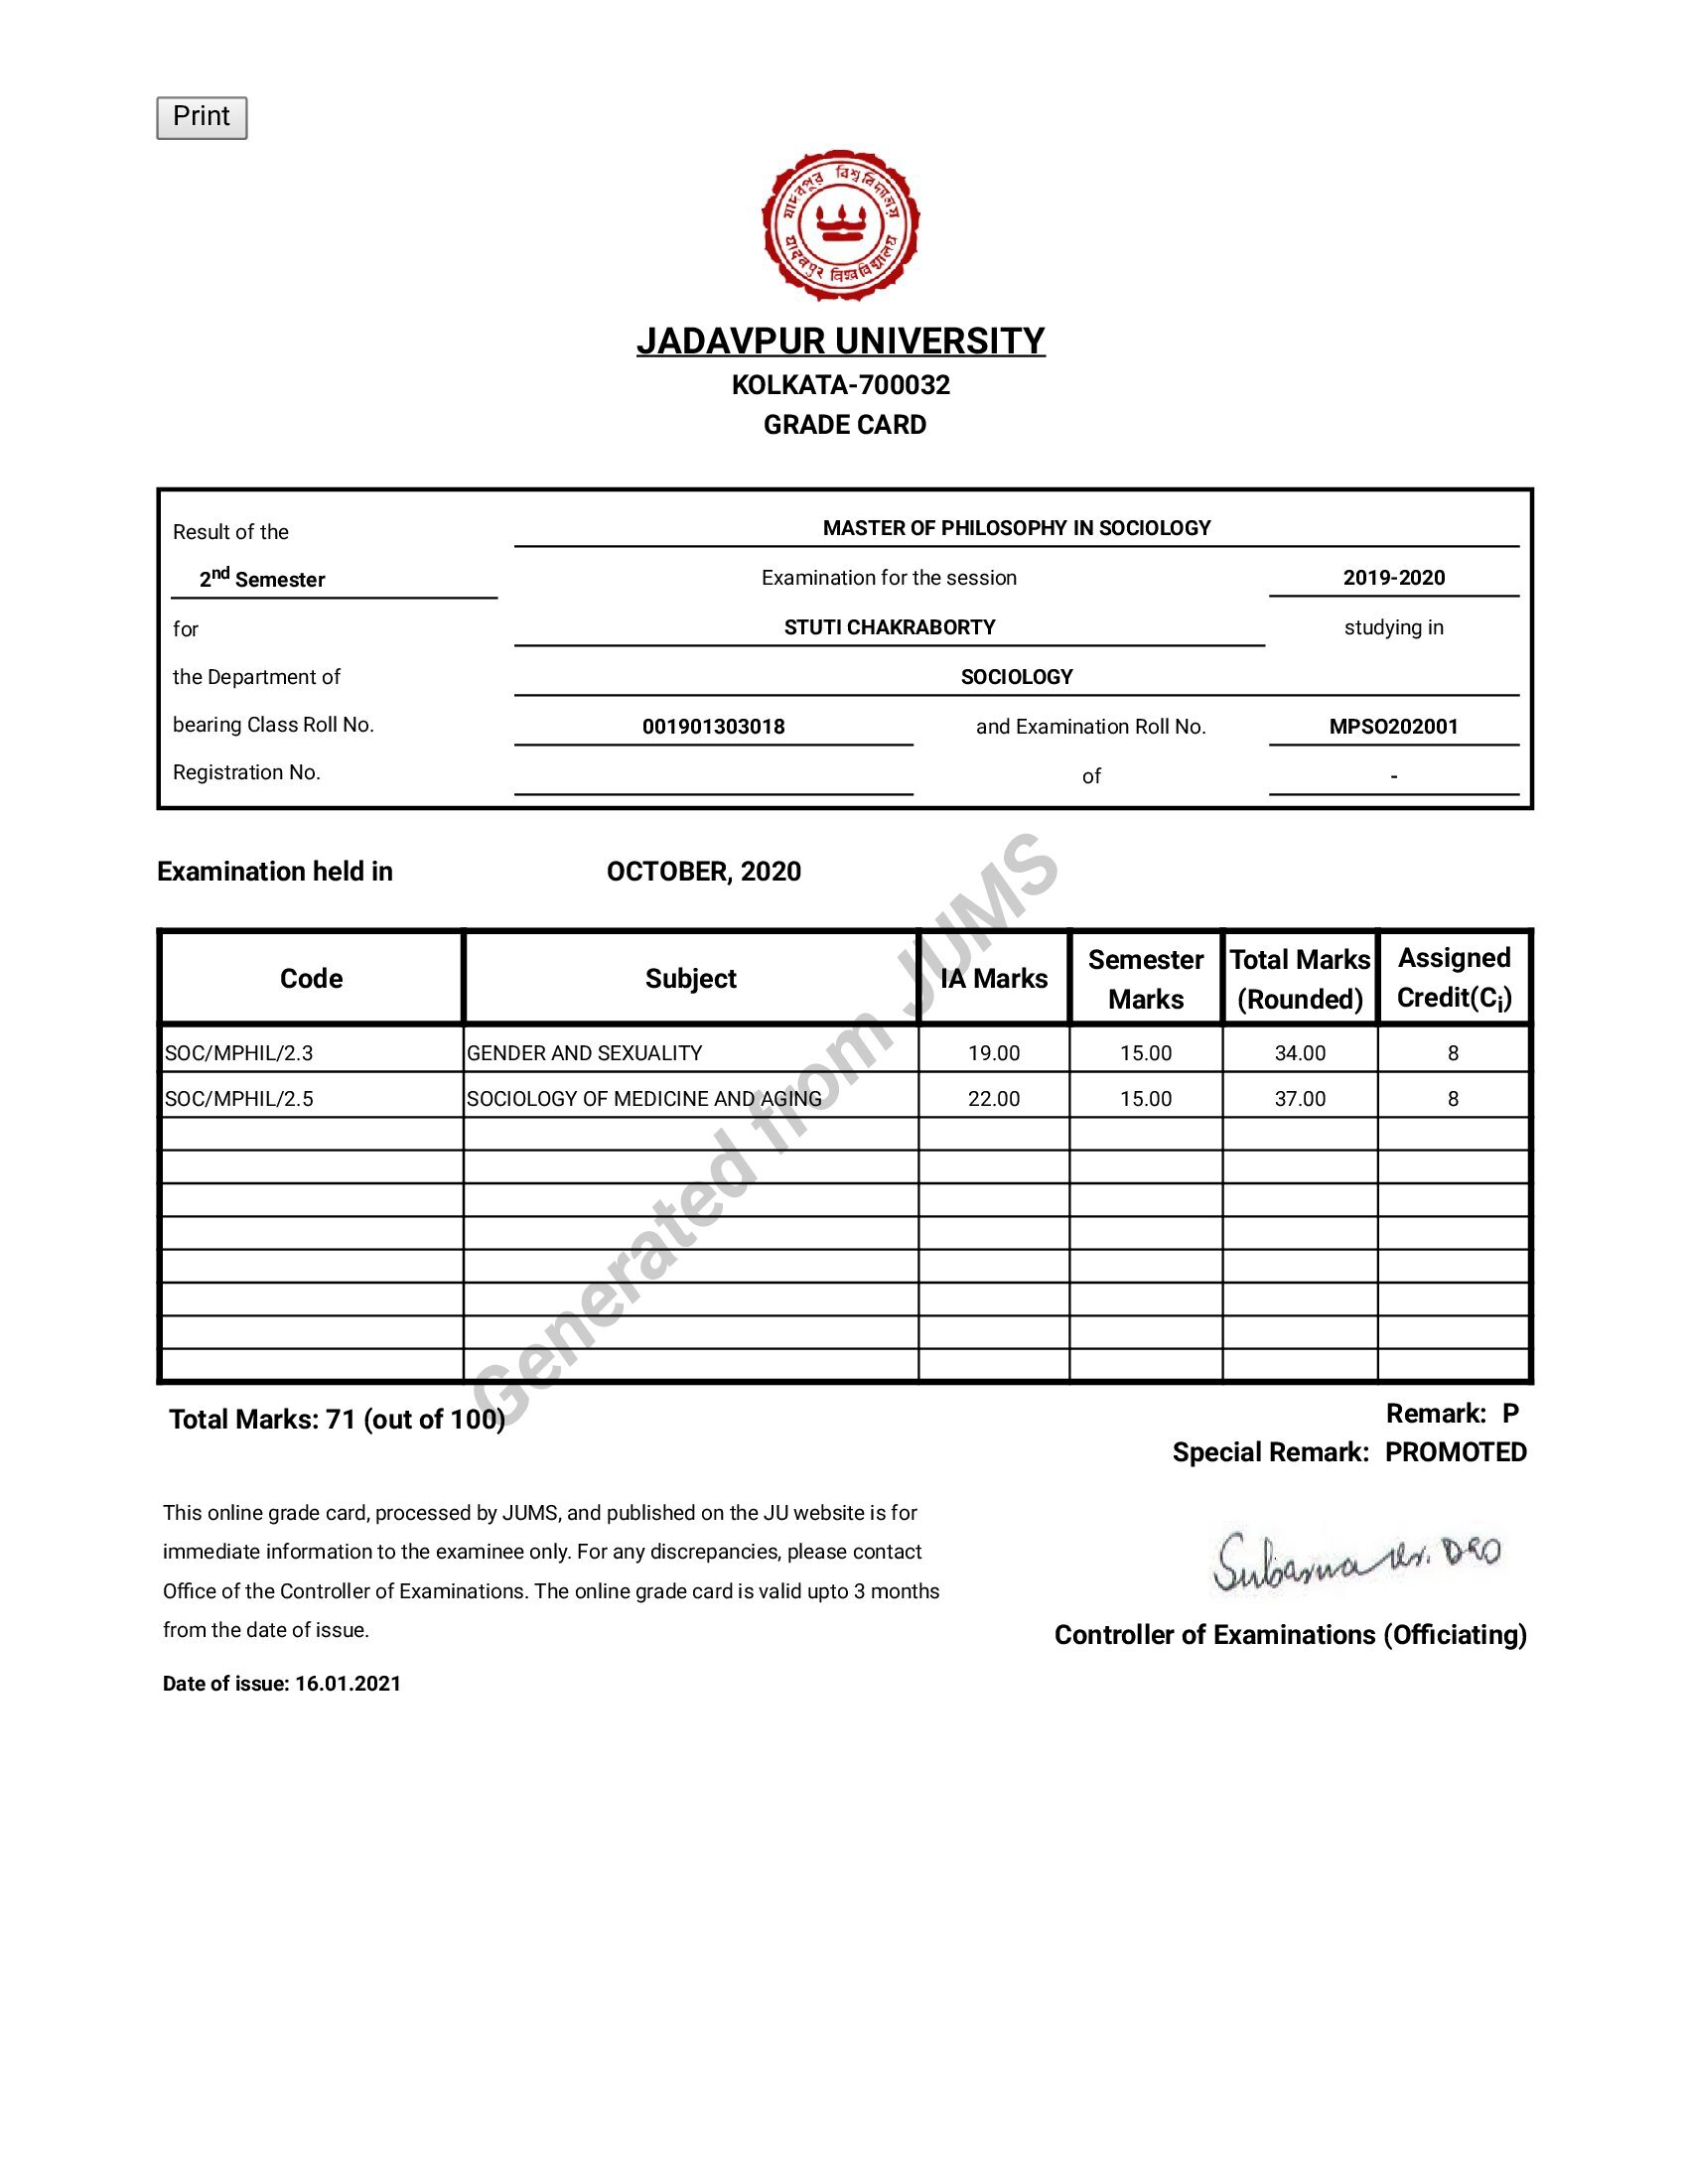 Print
যাদবপুর বিশ্ববিদ্যালয়
यादवपुर विश्वविद्यालय
JADAVPUR UNIVERSITY
KOLKATA-700032
GRADE CARD
Result of the MASTER OF PHILOSOPHY IN SOCIOLOGY
2nd Semester Examination for the session 2019-2020
for STUTI CHAKRABORTY studying in
the Department of SOCIOLOGY
bearing Class Roll No. 001901303018 and Examination Roll No. MPSO202001
Registration No. of -
Examination held in OCTOBER, 2020
Code Subject IA Marks Semester Marks Total Marks (Rounded) Assigned Credit(Ci)
SOC/MPHIL/2.3 GENDER AND SEXUALITY 19.00 15.00 34.00 8
SOC/MPHIL/2.5 SOCIOLOGY OF MEDICINE AND AGING 22.00 15.00 37.00 8
Generated from JUMS
Total Marks: 71 (out of 100) Remark: P
Special Remark: PROMOTED
This online grade card, processed by JUMS, and published on the JU website is for
immediate information to the examinee only. For any discrepancies, please contact
Office of the Controller of Examinations. The online grade card is valid upto 3 months
from the date of issue.
Controller of Examinations (Officiating)
Date of issue: 16.01.2021